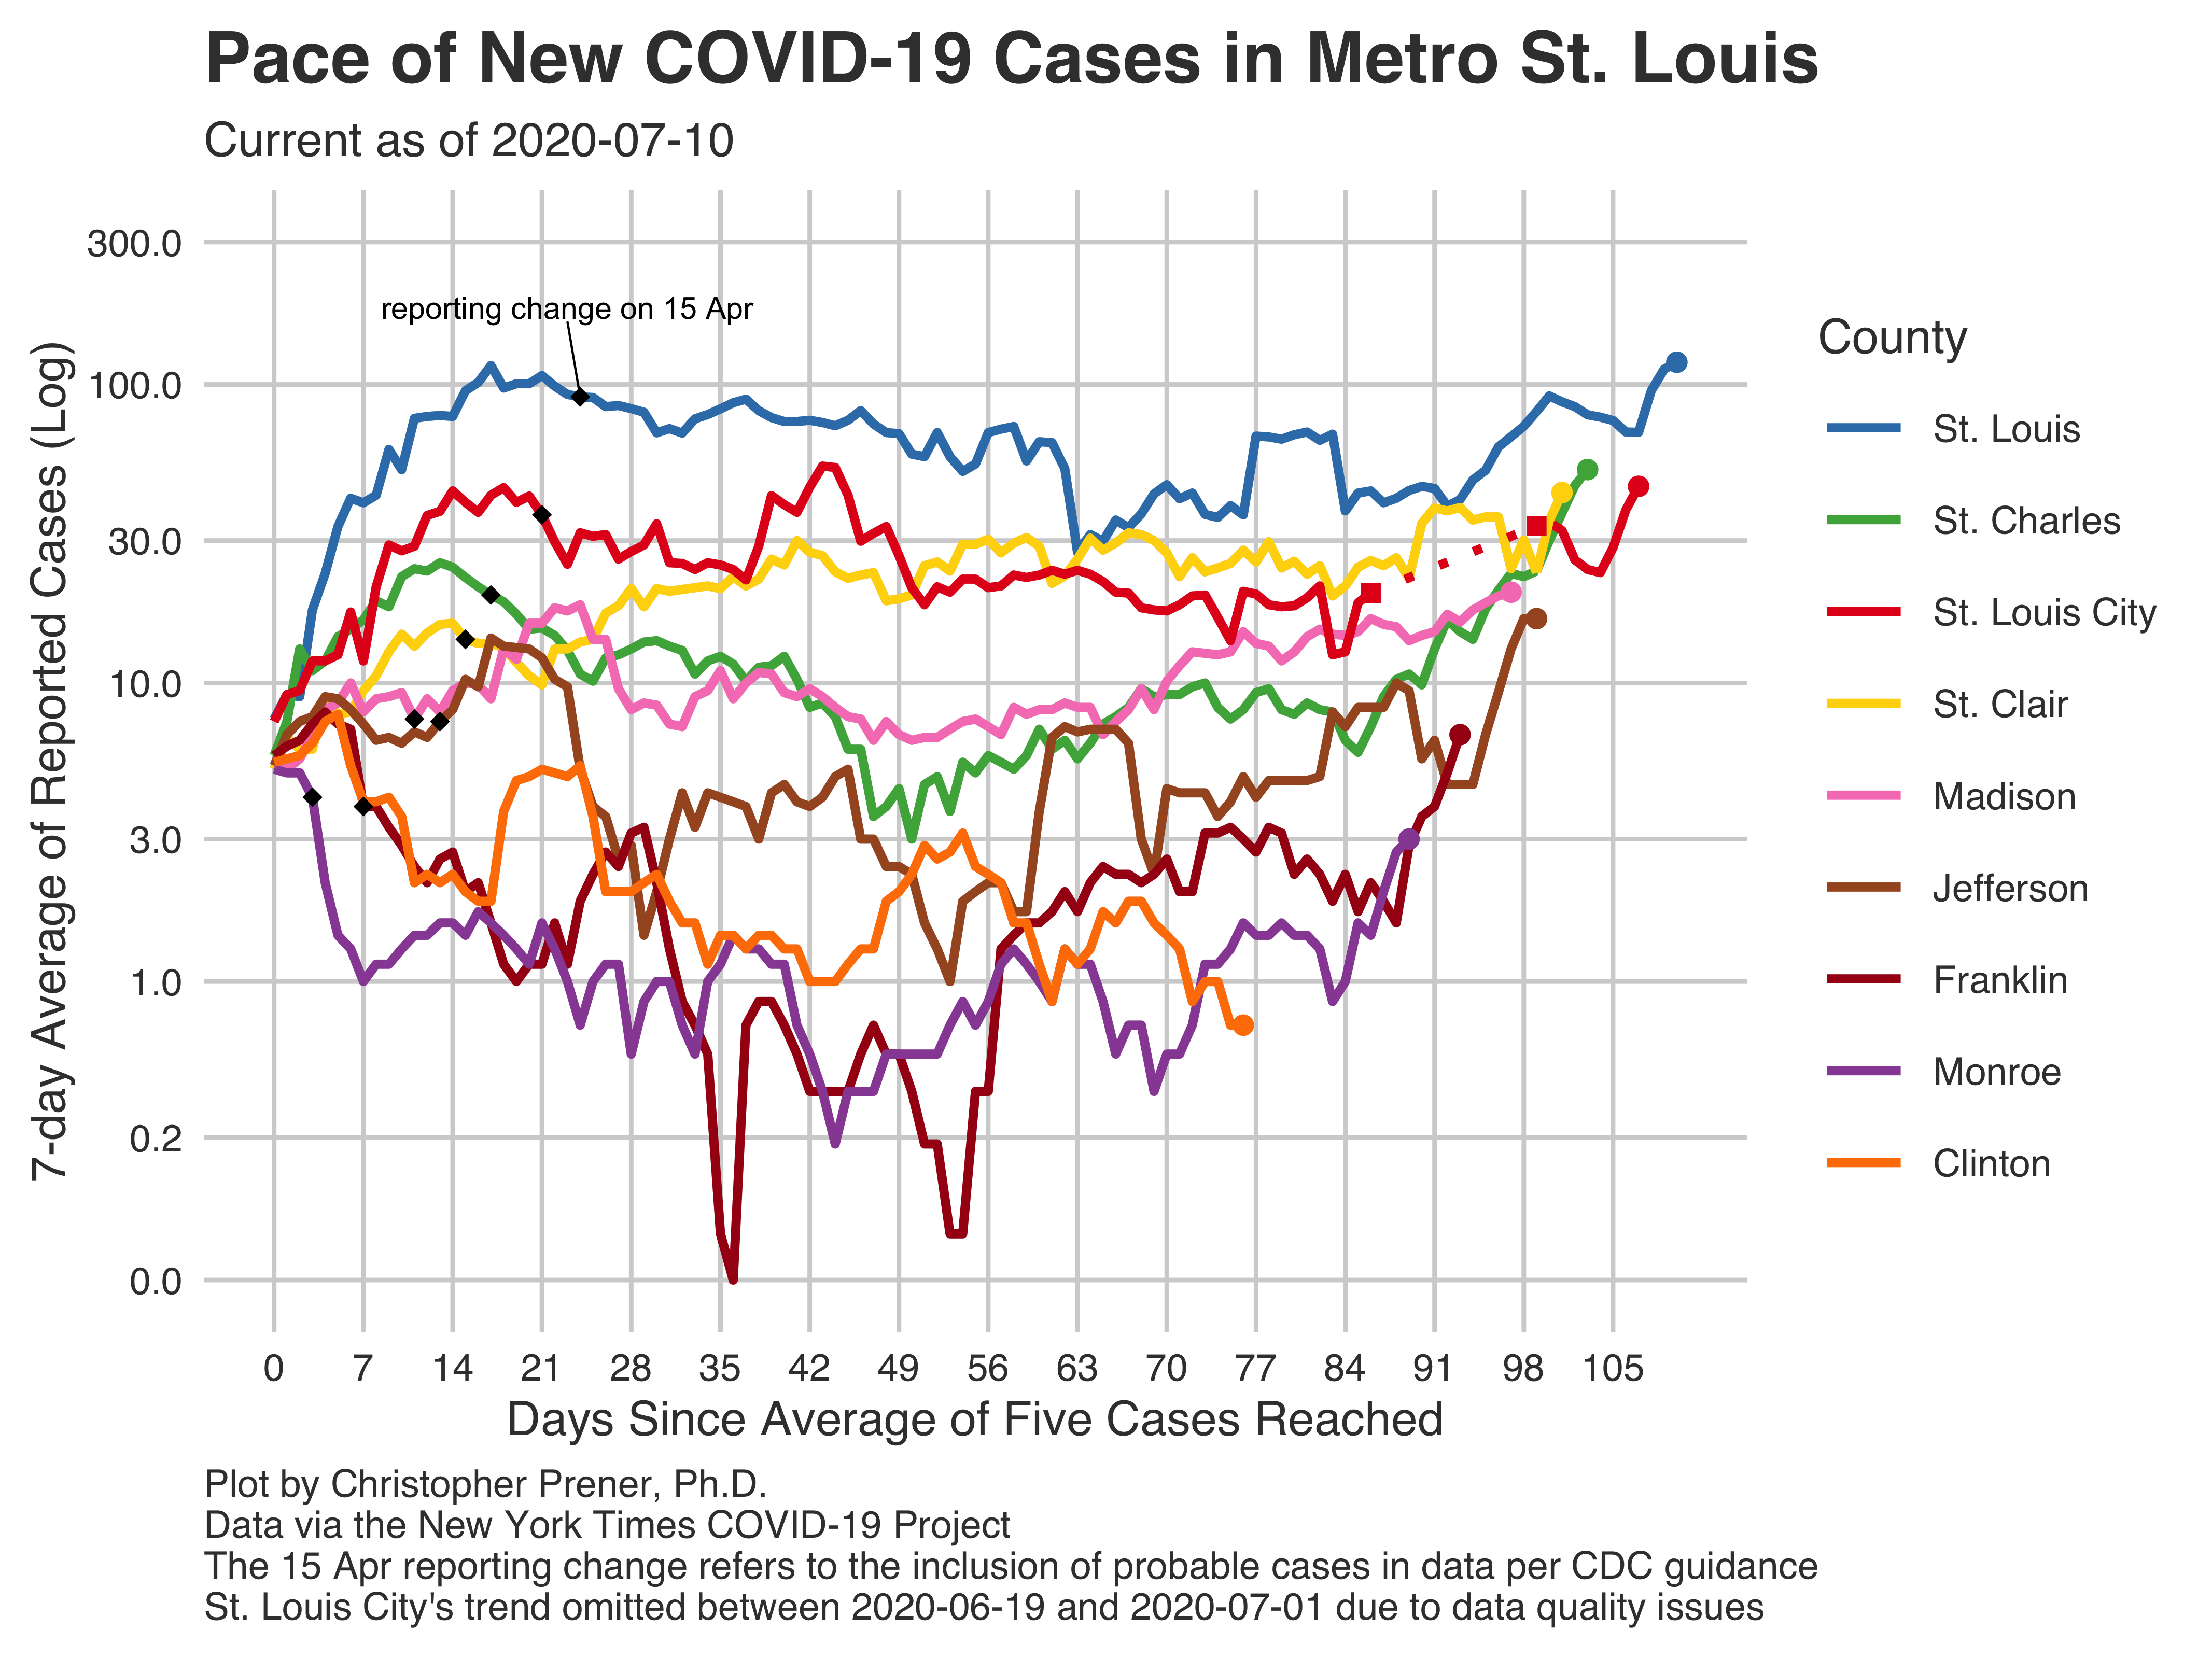 Pace of New COVID-19 Cases in Metro St. Louis
Current as of 2020-07-10
7-day Average of Reported Cases (Log)
300.0
100.0
30.0
10.0
3.0
1.0
0.2
0.0
reporting change on 15 Apr
0 7 14 21 28 35 42 49 56 63 70 77 84 91 98 105
Days Since Average of Five Cases Reached
County
St. Louis
St. Charles
St. Louis City
St. Clair
Madison
Jefferson
Franklin
Monroe
Clinton
Plot by Christopher Prener, Ph.D.
Data via the New York Times COVID-19 Project
The 15 Apr reporting change refers to the inclusion of probable cases in data per CDC guidance
St. Louis City's trend omitted between 2020-06-19 and 2020-07-01 due to data quality issues